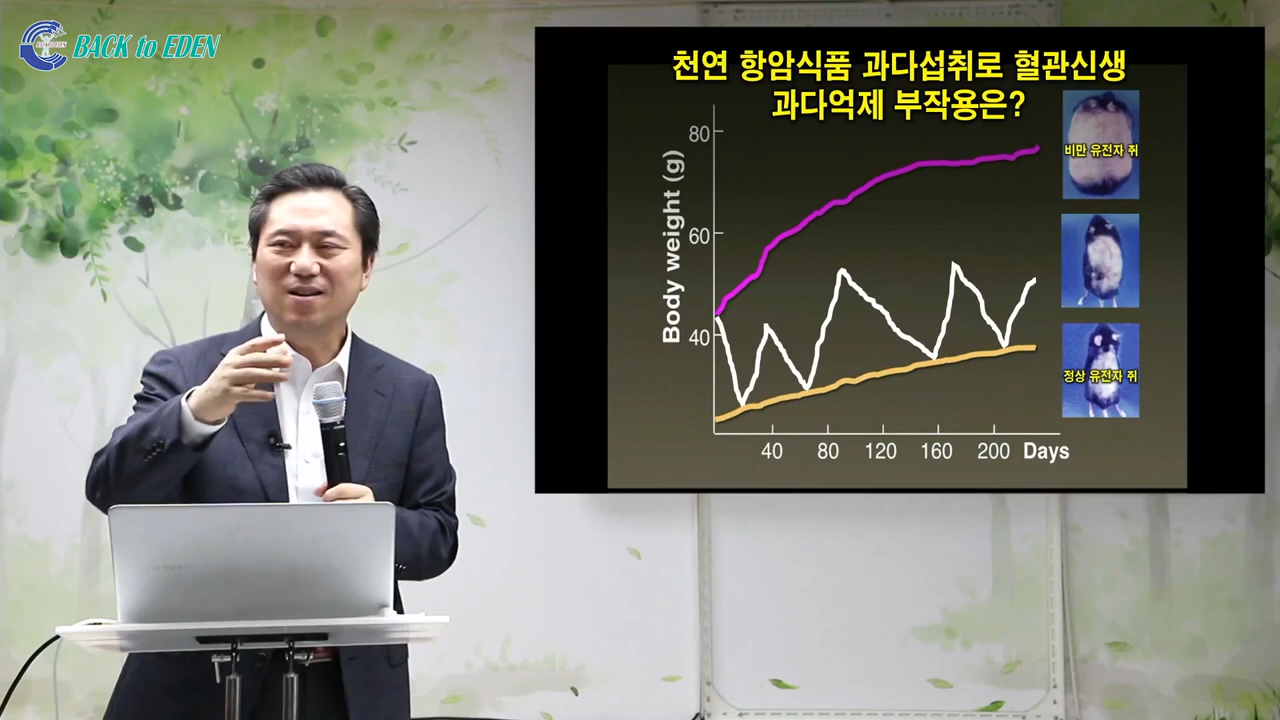 BACK to EDEN
천연 항암식품 과다섭취로 혈관신생
과다억제 부작용은?
80
60
40
Body weight (g)
40 80 120 160 200 Days
비만 유전자 쥐
정상 유전자 쥐